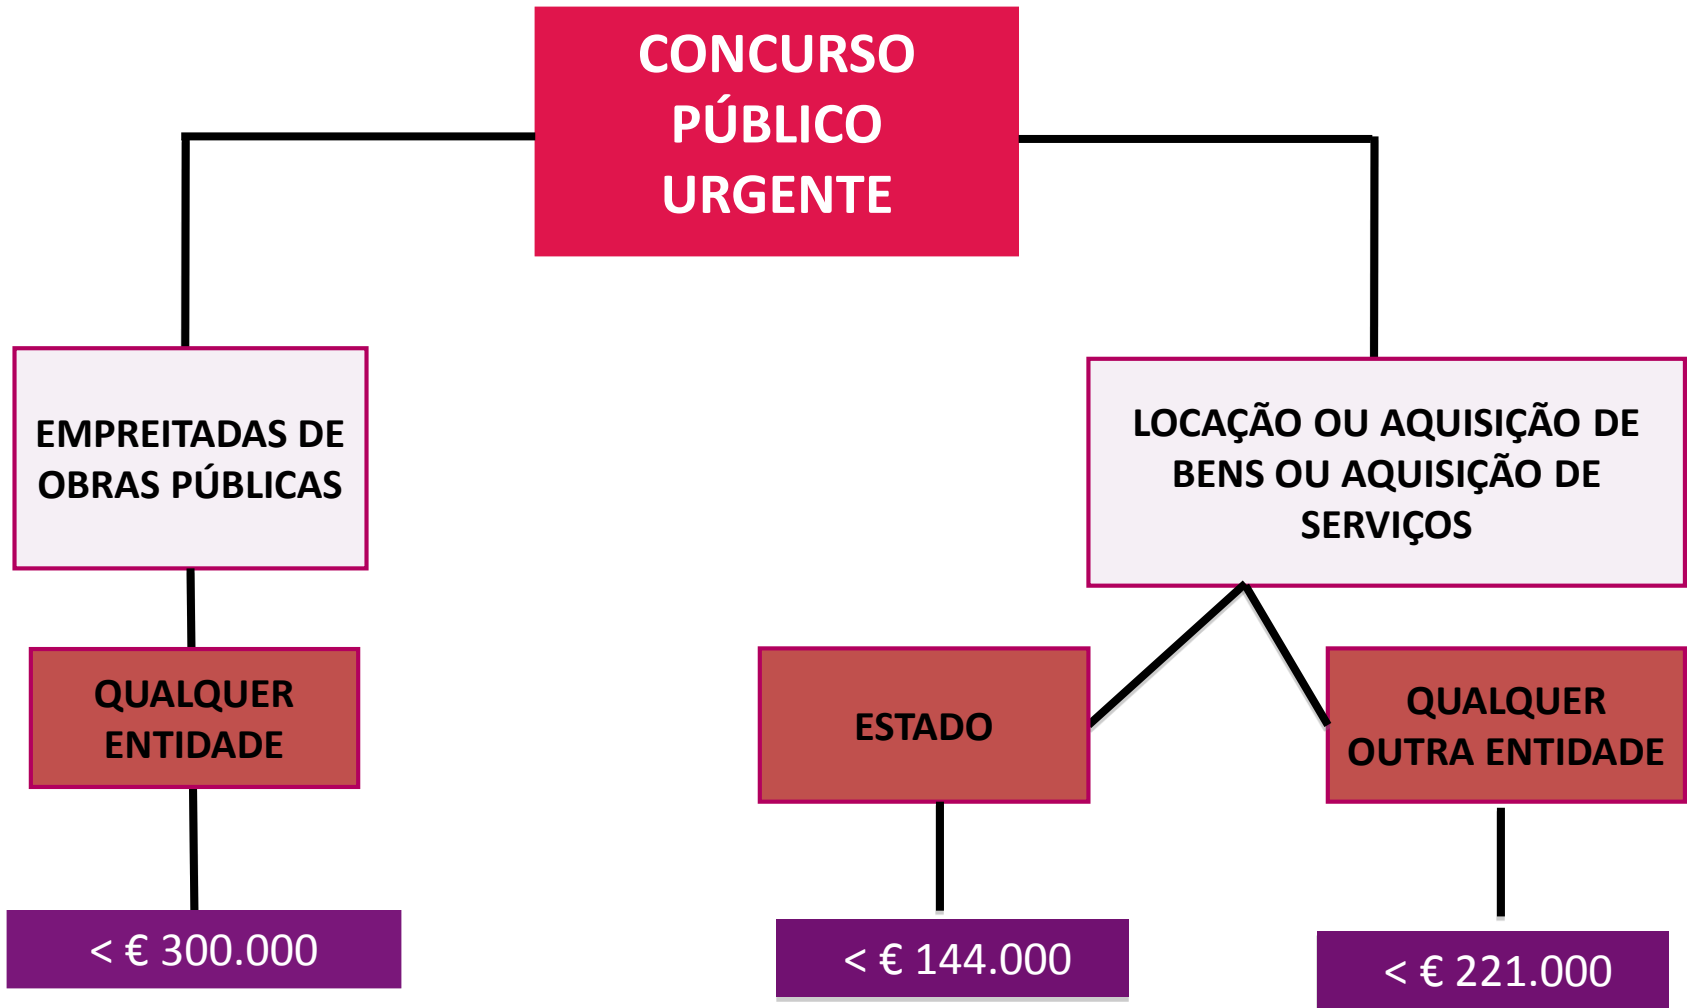 CONCURSO
PÚBLICO
URGENTE
EMPREITADAS DE
OBRAS PÚBLICAS
LOCAÇÃO OU AQUISIÇÃO DE
BENS OU AQUISIÇÃO DE
SERVIÇOS
QUALQUER
ENTIDADE
ESTADO
QUALQUER
OUTRA ENTIDADE
< € 300.000
< € 144.000
< € 221.000